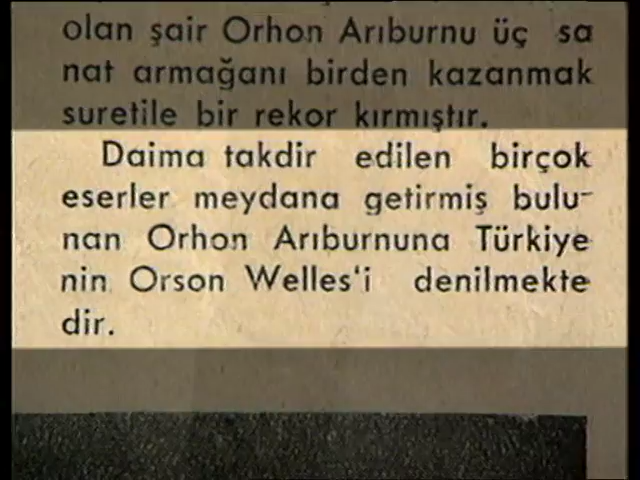 olan şair Orhon Arıburnu üç sa
nat armağanı birden kazanmak
suretile bir rekor kırmıştır.
Daima takdir edilen birçok
eserler meydana getirmiş bulu-
nan Orhon Arıburnuna Türkiye
nin Orson Welles'i denilmekte
dir.